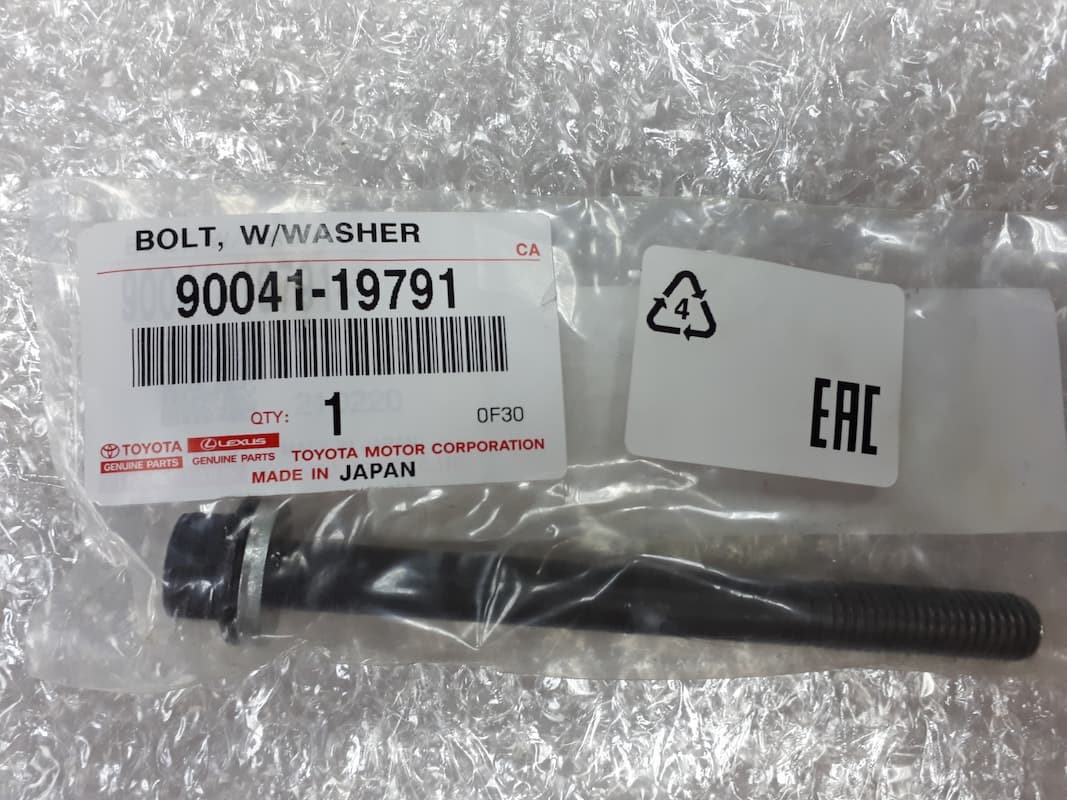 BOLT, W/WASHER
CA
90041-19791
QTY: 1
0F30
TOYOTA
GENUINE PARTS
LEXUS
GENUINE PARTS
TOYOTA MOTOR CORPORATION
MADE IN JAPAN
4
EAC